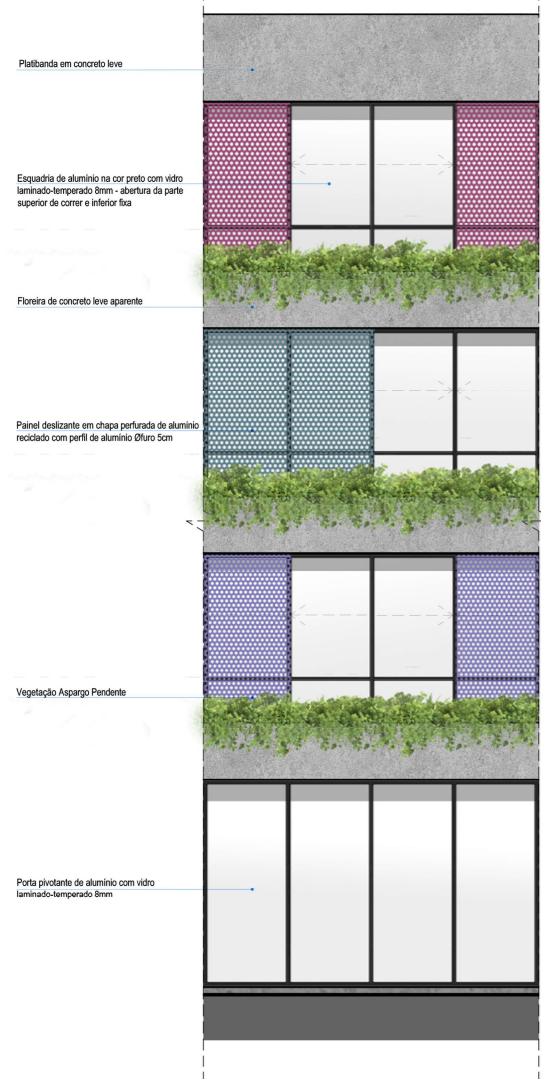 Platibanda em concreto leve
Esquadria de alumínio na cor preto com vidro
laminado-temperado 8mm - abertura da parte
superior de correr e inferior fixa
Floreira de concreto leve aparente
Painel deslizante em chapa perfurada de alumínio
reciclado com perfil de alumínio Øfuro 5cm
Vegetação Aspargo Pendente
Porta pivotante de alumínio com vidro
laminado-temperado 8mm